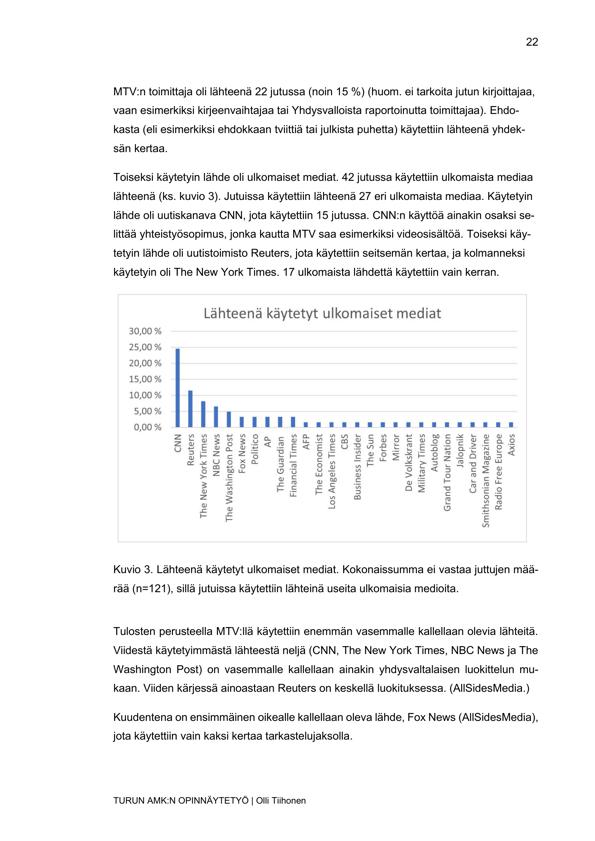 22
MTV:n toimittaja oli lähteenä 22 jutussa (noin 15 %) (huom. ei tarkoita jutun kirjoittajaa,
vaan esimerkiksi kirjeenvaihtajaa tai Yhdysvalloista raportoinutta toimittajaa). Ehdo-
kasta (eli esimerkiksi ehdokkaan tviittiä tai julkista puhetta) käytettiin lähteenä yhdek-
sän kertaa.
Toiseksi käytetyin lähde oli ulkomaiset mediat. 42 jutussa käytettiin ulkomaista mediaa
lähteenä (ks. kuvio 3). Jutuissa käytettiin lähteenä 27 eri ulkomaista mediaa. Käytetyin
lähde oli uutiskanava CNN, jota käytettiin 15 jutussa. CNN:n käyttöä ainakin osaksi se-
littää yhteistyösopimus, jonka kautta MTV saa esimerkiksi videosisältöä. Toiseksi käy-
tetyin lähde oli uutistoimisto Reuters, jota käytettiin seitsemän kertaa, ja kolmanneksi
käytetyin oli The New York Times. 17 ulkomaista lähdettä käytettiin vain kerran.
Lähteenä käytetyt ulkomaiset mediat
30,00 %
25,00 %
20,00 %
15,00 %
10,00 %
5,00 %
0,00 %
CNN
Reuters
The New York Times
NBC News
The Washington Post
Fox News
Politico
AP
The Guardian
Financial Times
AFP
The Economist
Los Angeles Times
CBS
Business Insider
The Sun
Forbes
Mirror
De Volkskrant
Military Times
Autoblog
Grand Tour Nation
Jalopnik
Car and Driver
Smithsonian Magazine
Radio Free Europe
Axios
Kuvio 3. Lähteenä käytetyt ulkomaiset mediat. Kokonaissumma ei vastaa juttujen mää-
rää (n=121), sillä jutuissa käytettiin lähteinä useita ulkomaisia medioita.
Tulosten perusteella MTV:llä käytettiin enemmän vasemmalle kallellaan olevia lähteitä.
Viidestä käytetyimmästä lähteestä neljä (CNN, The New York Times, NBC News ja The
Washington Post) on vasemmalle kallellaan ainakin yhdysvaltalaisen luokittelun mu-
kaan. Viiden kärjessä ainoastaan Reuters on keskellä luokituksessa. (AllSidesMedia.)
Kuudentena on ensimmäinen oikealle kallellaan oleva lähde, Fox News (AllSidesMedia),
jota käytettiin vain kaksi kertaa tarkastelujaksolla.
TURUN AMK:N OPINNÄYTETYÖ | Olli Tiihonen